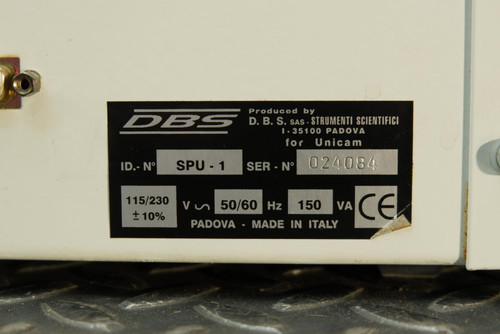 DBS
Produced by
D.B.S. SAS - STRUMENTI SCIENTIFICI
I - 35100 PADOVA
for Unicam
ID.- N° SPU - 1 SER - N° 024084
115/230
± 10% V 50/60 Hz 150 VA CE
PADOVA - MADE IN ITALY